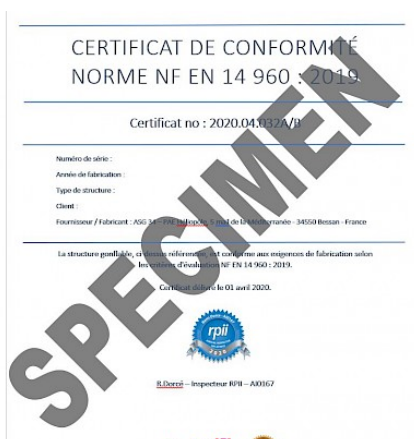 CERTIFICAT DE CONFORMITÉ
NORME NF EN 14 960 : 2019
Certificat no : 2020.04.032A/B
Numéro de série :
Année de fabrication :
Type de structure :
Client :
Fournisseur / Fabricant : ASG 34 – PAE Héliopole, 5 mail de la Méditerranée - 34550 Bessan - France
La structure gonflable, ci dessus référencée, est conforme aux exigences de fabrication selon
les critères d'évaluation NF EN 14 960 : 2019.
Certificat délivré le 01 avril 2020.
SPECIMEN
rpii
R.Dorcé – Inspecteur RPII – AI0167